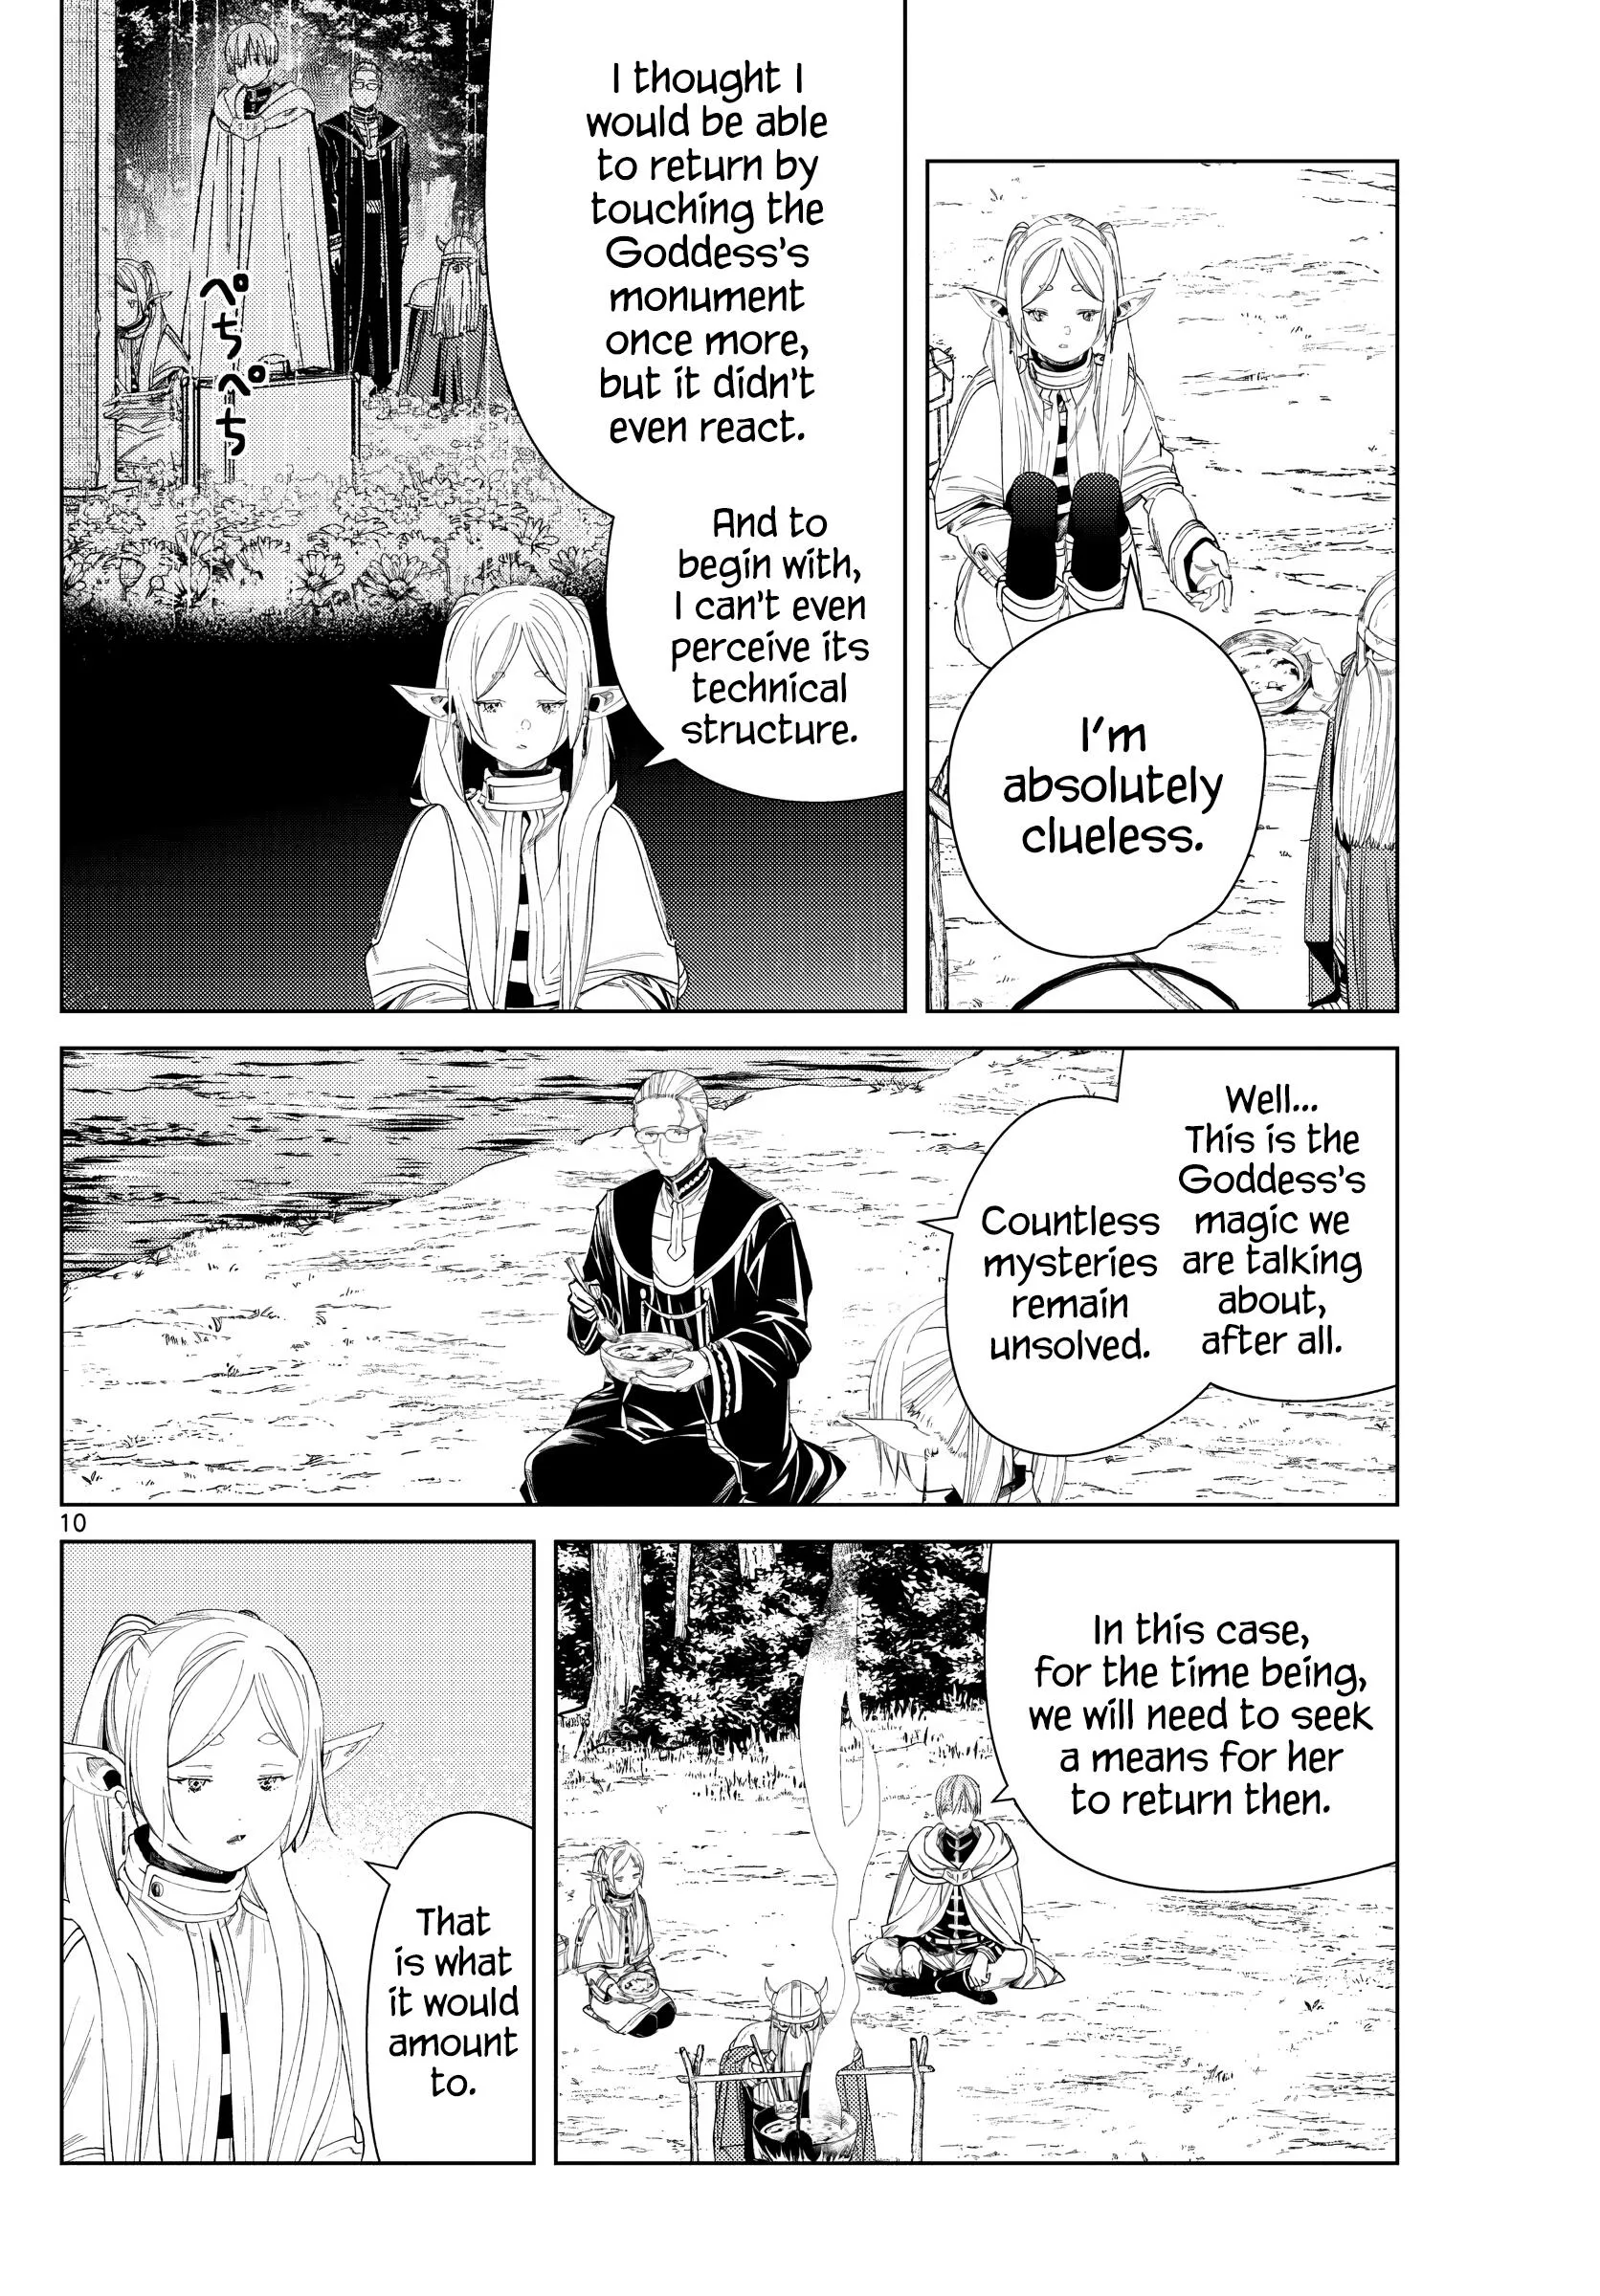 I'm
absolutely
clueless.
I thought I
would be able
to return by
touching the
Goddess's
monument
once more,
but it didn't
even react.
And to
begin with,
I can't even
perceive its
technical
structure.
ぺち
ぺち
Well...
This is the
Goddess's
magic we
are talking
about,
after all.
Countless
mysteries
remain
unsolved.
10
In this case,
for the time being,
we will need to seek
a means for her
to return then.
That
is what
it would
amount
to.